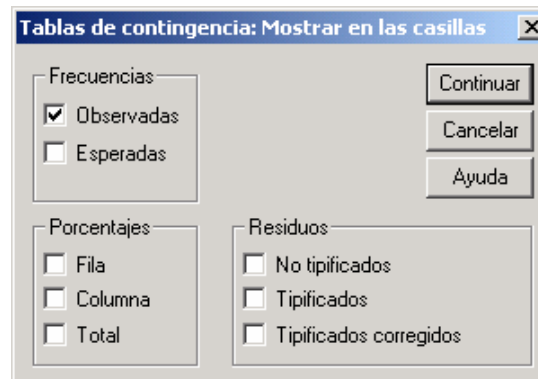 Tablas de contingencia: Mostrar en las casillas
Frecuencias
Observadas
Esperadas
Continuar
Cancelar
Ayuda
Porcentajes
Fila
Columna
Total
Residuos
No tipificados
Tipificados
Tipificados corregidos